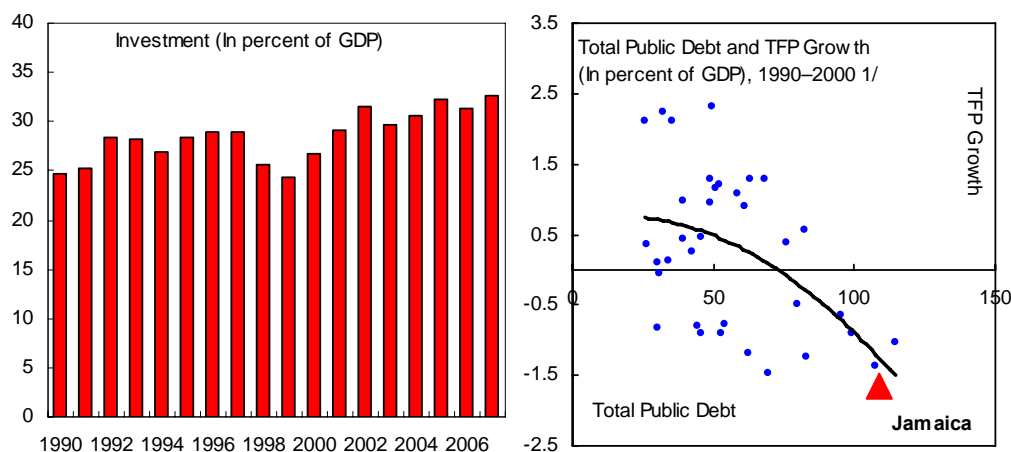 Investment (In percent of GDP)
40
35
30
25
20
15
10
5
0
1990 1992 1994 1996 1998 2000 2002 2004 2006
Total Public Debt and TFP Growth
(In percent of GDP), 1990–2000 1/
TFP Growth
3.5
2.5
1.5
0.5
-0.5
-1.5
-2.5
0 50 100 150
Total Public Debt
Jamaica